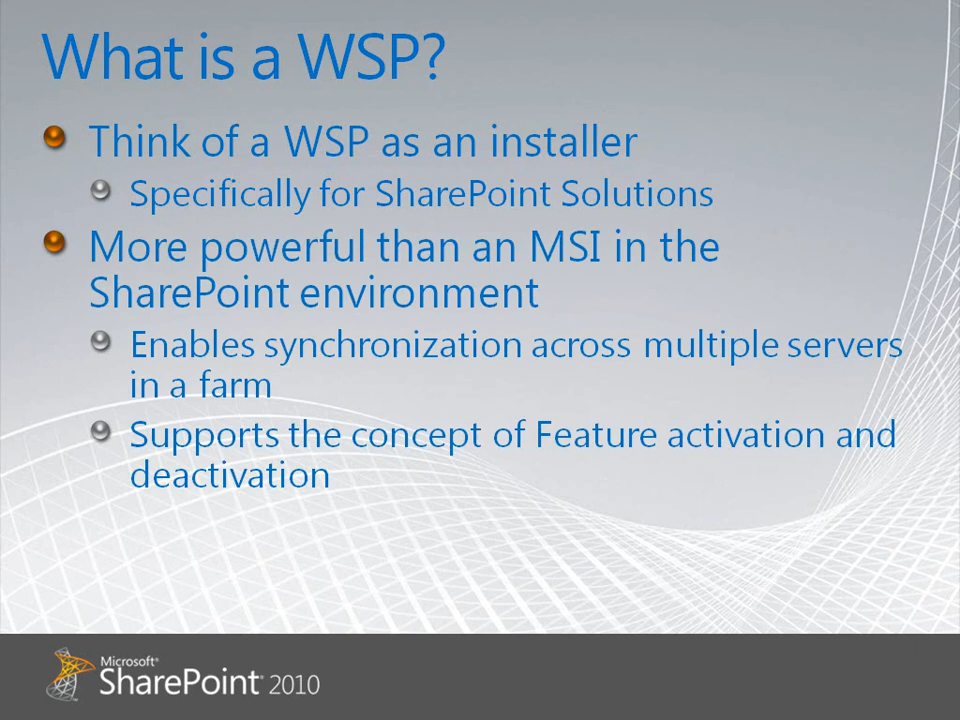 What is a WSP?
Think of a WSP as an installer
Specifically for SharePoint Solutions
More powerful than an MSI in the
SharePoint environment
Enables synchronization across multiple servers
in a farm
Supports the concept of Feature activation and
deactivation
Microsoft®
SharePoint® 2010